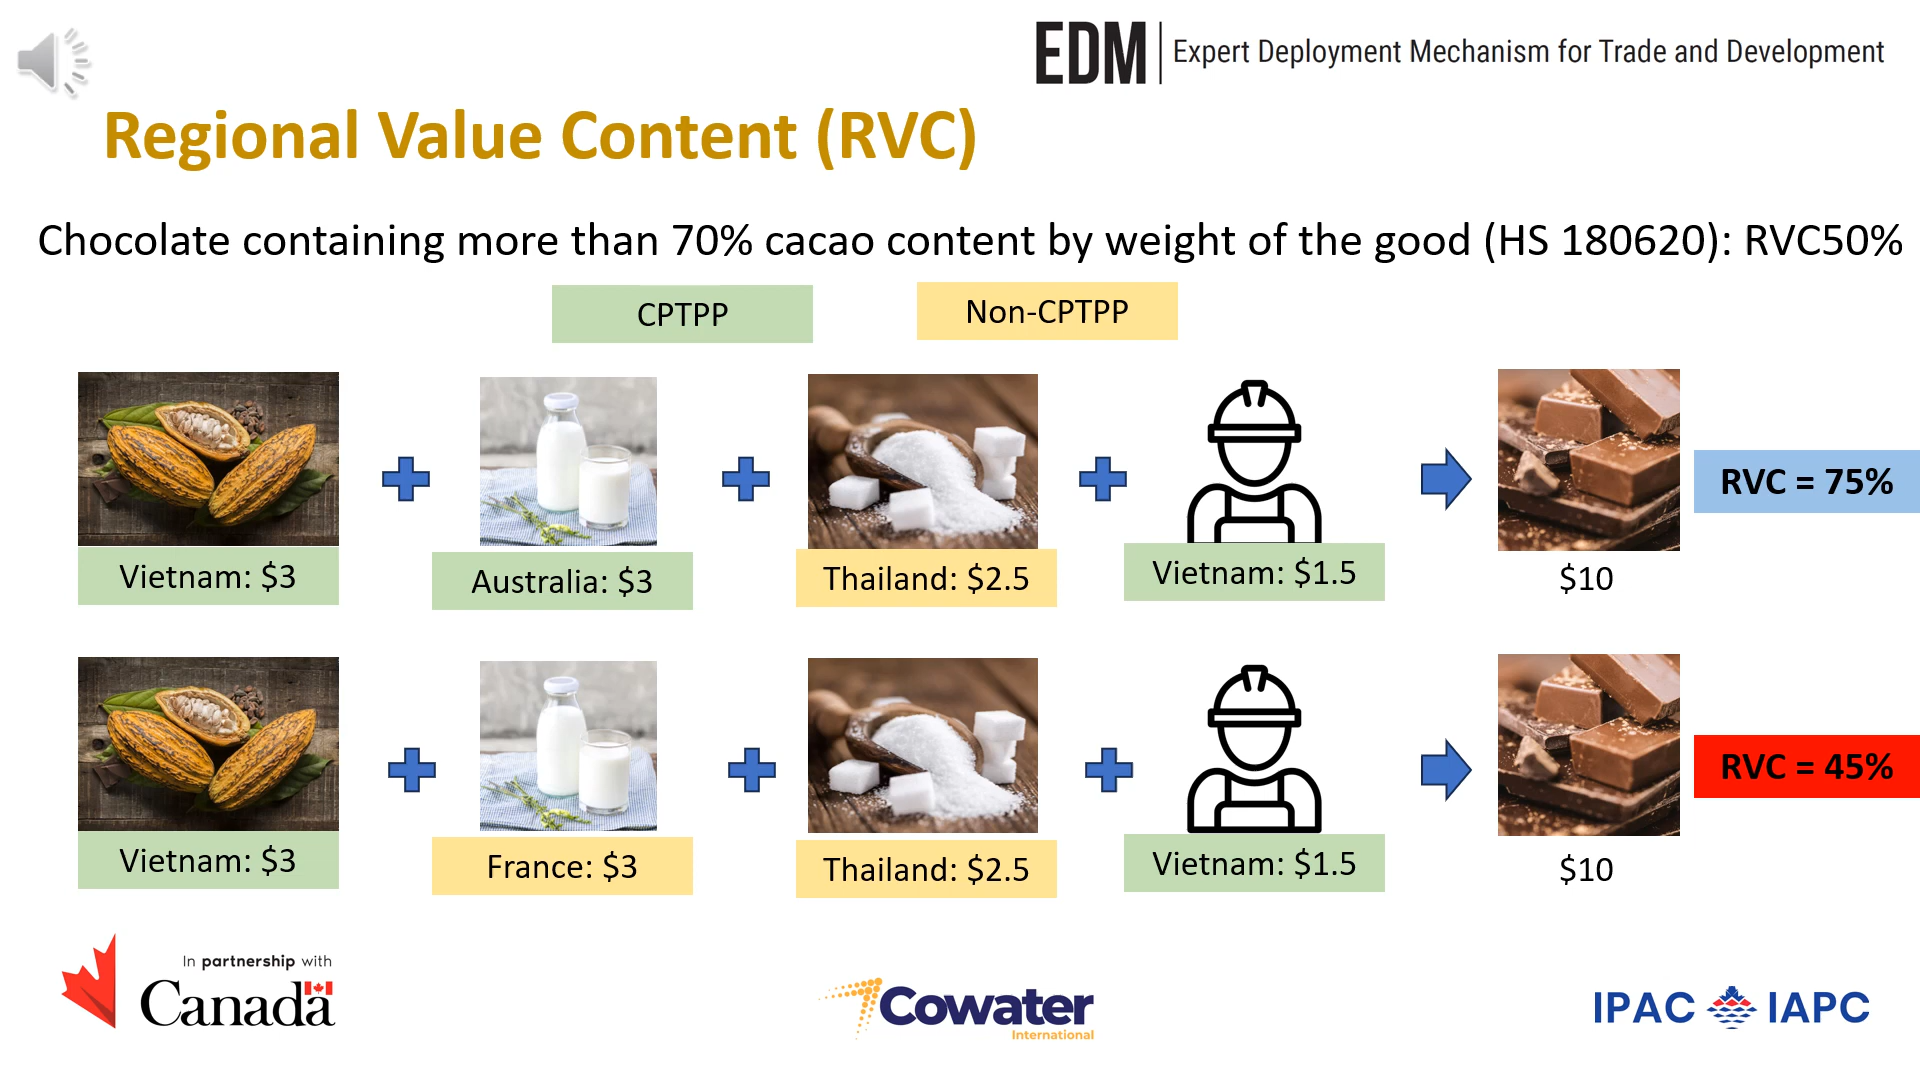 EDM | Expert Deployment Mechanism for Trade and Development
Regional Value Content (RVC)
Chocolate containing more than 70% cacao content by weight of the good (HS 180620): RVC50%
CPTPP
Non-CPTPP
RVC = 75%
Vietnam: $3
Australia: $3
Thailand: $2.5
Vietnam: $1.5
$10
RVC = 45%
Vietnam: $3
France: $3
Thailand: $2.5
Vietnam: $1.5
$10
In partnership with
Canada
Cowater
International
IPAC IAPC